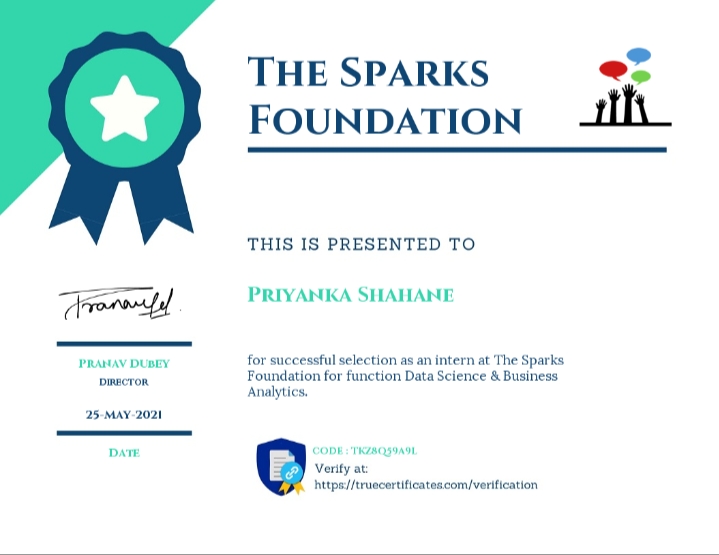 The Sparks
Foundation
THIS IS PRESENTED TO
Priyanka Shahane
for successful selection as an intern at The Sparks
Foundation for function Data Science & Business
Analytics.
Pranav Dubey
Director
25-May-2021
Date
Code : TKZ8Q59A9L
Verify at:
https://truecertificates.com/verification